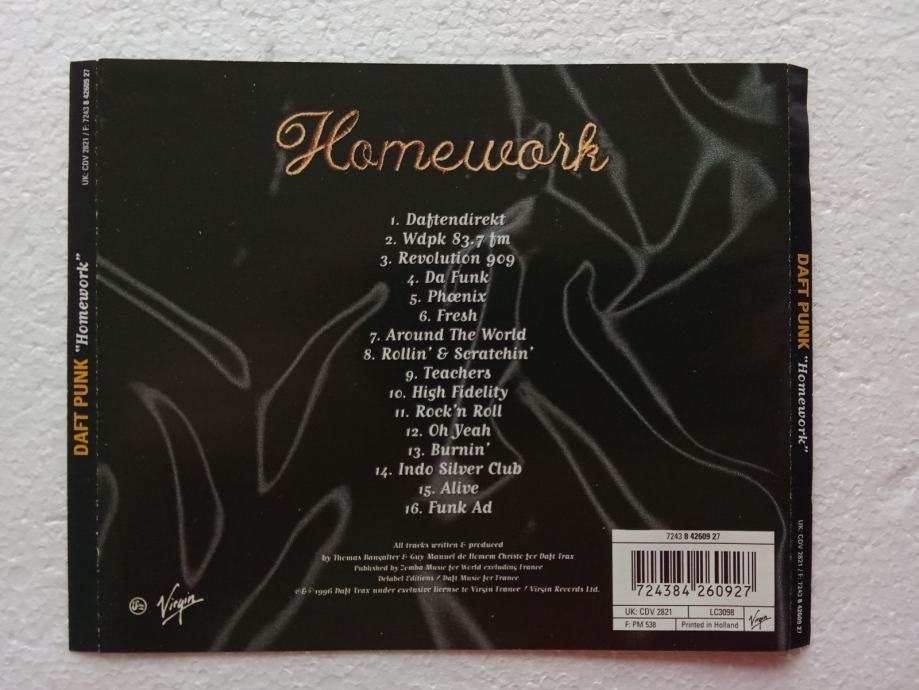 Homework
1. Daftendirekt
2. Wdpk 83.7 fm
3. Revolution 909
4. Da Funk
5. Phœnix
6. Fresh
7. Around The World
8. Rollin' & Scratchin'
9. Teachers
10. High Fidelity
11. Rock'n Roll
12. Oh Yeah
13. Burnin'
14. Indo Silver Club
15. Alive
16. Funk Ad
All tracks written & produced
by Thomas Bangalter & Guy Manuel de Homem Christo for Daft Trax
Published by Zomba Music for World excluding France
Delabel Editions / Daft Music for France
℗ & © 1996 Daft Trax under exclusive license to Virgin France / Virgin Records Ltd.
Virgin
7243 8 42609 27
724384 260927
UK: CDV 2821
LC3098
F: PM 538
Printed in Holland
Virgin
DAFT PUNK "Homework"
UK: CDV 2821 / F: 7243 8 42609 27
DAFT PUNK "Homework"
UK: CDV 2821 / F: 7243 8 42609 27